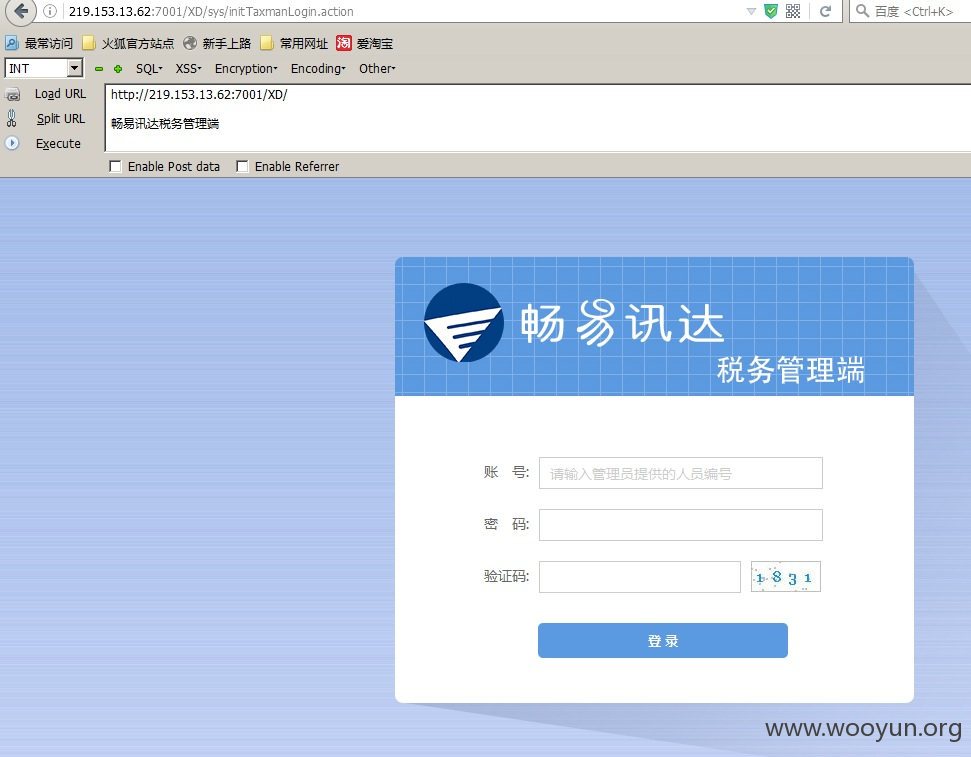 219.153.13.62:7001/XD/sys/initTaxmanLogin.action
百度 <Ctrl+K>
最常访问 火狐官方站点 新手上路 常用网址 淘 爱淘宝
INT SQL XSS Encryption Encoding Other
Load URL http://219.153.13.62:7001/XD/
Split URL 畅易讯达税务管理端
Execute
Enable Post data Enable Referrer
畅易讯达
税务管理端
账 号: 请输入管理员提供的人员编号
密 码:
验证码: 1831
登 录
www.wooyun.org